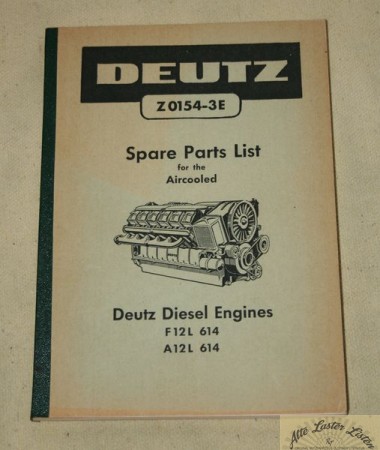 DEUTZ
Z 0154-3E
Spare Parts List
for the
Aircooled
Deutz Diesel Engines
F12L 614
A12L 614
Alte Laster Listen